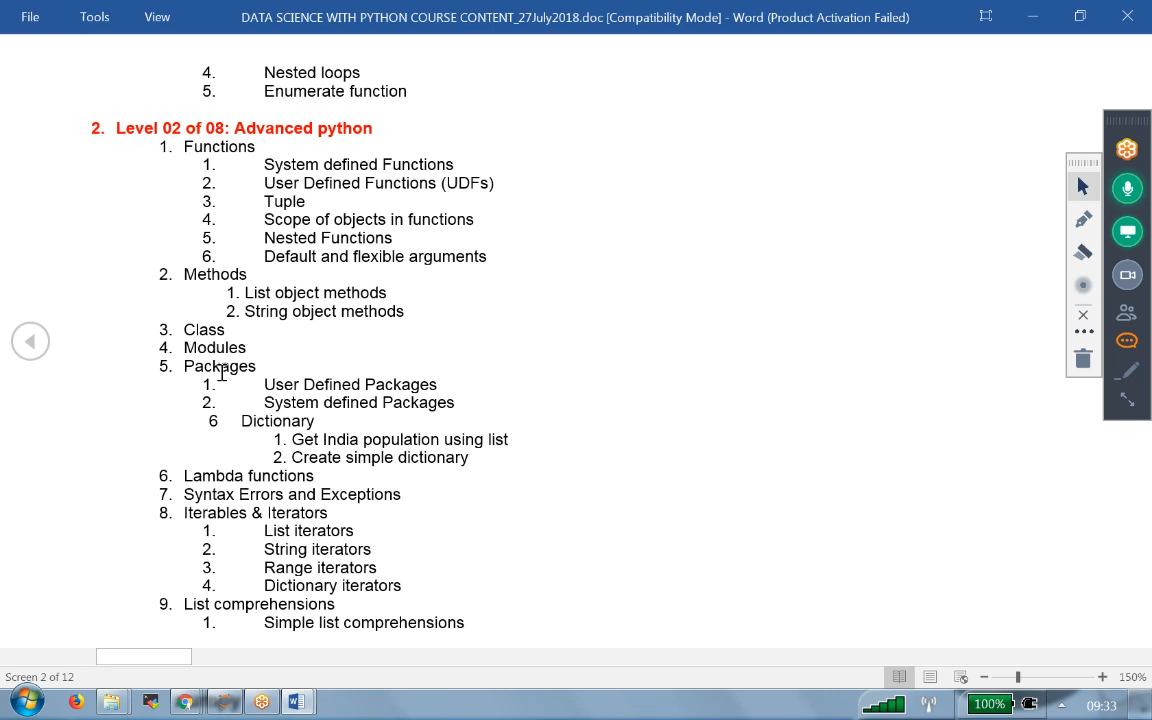 File Tools View DATA SCIENCE WITH PYTHON COURSE CONTENT_27July2018.doc [Compatibility Mode] - Word (Product Activation Failed)
4. Nested loops
5. Enumerate function
2. Level 02 of 08: Advanced python
1. Functions
1. System defined Functions
2. User Defined Functions (UDFs)
3. Tuple
4. Scope of objects in functions
5. Nested Functions
6. Default and flexible arguments
2. Methods
1. List object methods
2. String object methods
3. Class
4. Modules
5. Packages
1. User Defined Packages
2. System defined Packages
6 Dictionary
1. Get India population using list
2. Create simple dictionary
6. Lambda functions
7. Syntax Errors and Exceptions
8. Iterables & Iterators
1. List iterators
2. String iterators
3. Range iterators
4. Dictionary iterators
9. List comprehensions
1. Simple list comprehensions
Screen 2 of 12 150%
100% 09:33